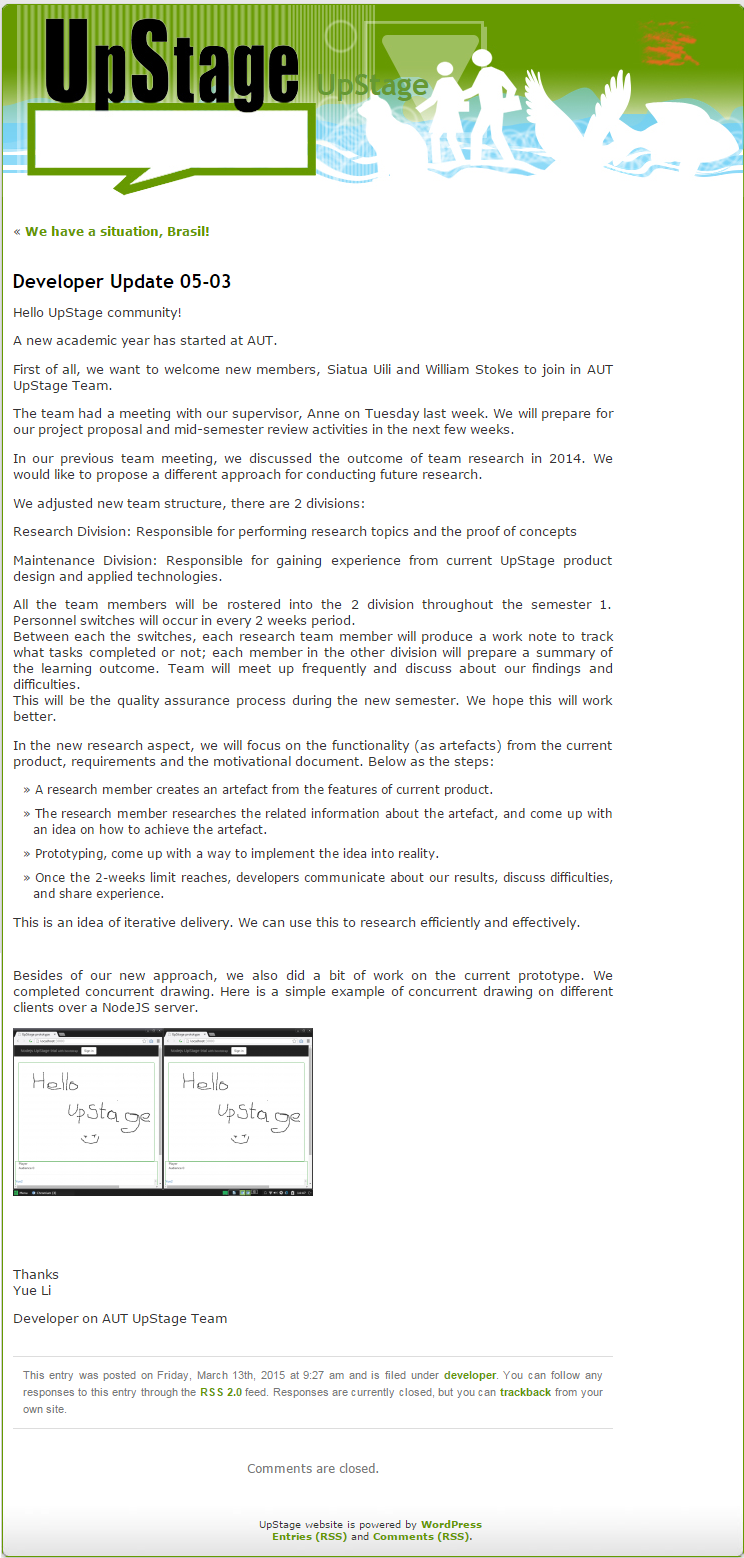 UpStage
UpStage
« We have a situation, Brasil!
Developer Update 05-03
Hello UpStage community!
A new academic year has started at AUT.
First of all, we want to welcome new members, Siatua Uili and William Stokes to join in AUT
UpStage Team.
The team had a meeting with our supervisor, Anne on Tuesday last week. We will prepare for
our project proposal and mid-semester review activities in the next few weeks.
In our previous team meeting, we discussed the outcome of team research in 2014. We
would like to propose a different approach for conducting future research.
We adjusted new team structure, there are 2 divisions:
Research Division: Responsible for performing research topics and the proof of concepts
Maintenance Division: Responsible for gaining experience from current UpStage product
design and applied technologies.
All the team members will be rostered into the 2 division throughout the semester 1.
Personnel switches will occur in every 2 weeks period.
Between each the switches, each research team member will produce a work note to track
what tasks completed or not; each member in the other division will prepare a summary of
the learning outcome. Team will meet up frequently and discuss about our findings and
difficulties.
This will be the quality assurance process during the new semester. We hope this will work
better.
In the new research aspect, we will focus on the functionality (as artefacts) from the current
product, requirements and the motivational document. Below as the steps:
» A research member creates an artefact from the features of current product.
» The research member researches the related information about the artefact, and come up with
an idea on how to achieve the artefact.
» Prototyping, come up with a way to implement the idea into reality.
» Once the 2-weeks limit reaches, developers communicate about our results, discuss difficulties,
and share experience.
This is an idea of iterative delivery. We can use this to research efficiently and effectively.
Besides of our new approach, we also did a bit of work on the current prototype. We
completed concurrent drawing. Here is a simple example of concurrent drawing on different
clients over a NodeJS server.
Hello Hello
UpStage UpStage
Thanks
Yue Li
Developer on AUT UpStage Team
This entry was posted on Friday, March 13th, 2015 at 9:27 am and is filed under developer. You can follow any
responses to this entry through the RSS 2.0 feed. Responses are currently closed, but you can trackback from your
own site.
Comments are closed.
UpStage website is powered by WordPress
Entries (RSS) and Comments (RSS).